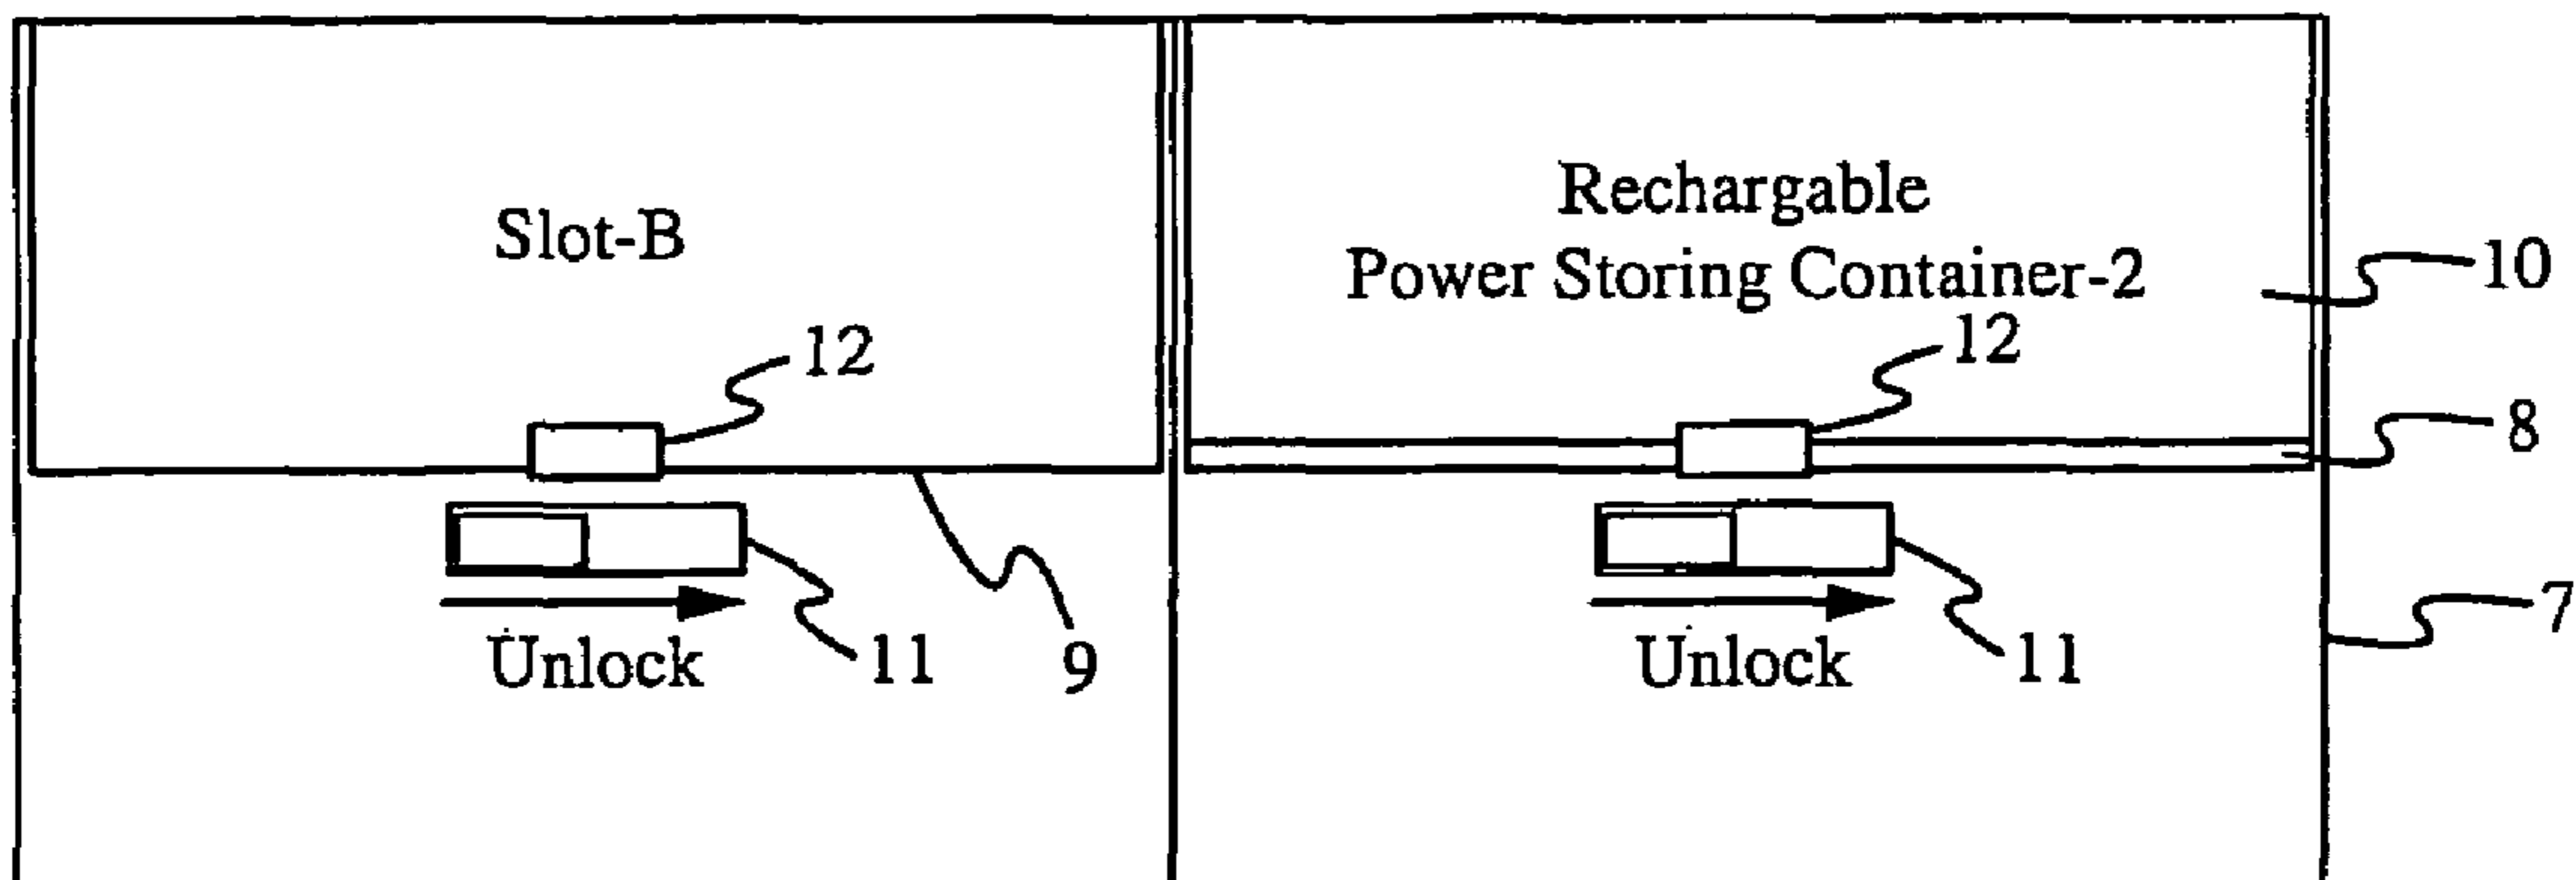 Slot-B
12
11
Unlock
9
Rechargable
Power Storing Container-2
10
12
8
11
Unlock
7